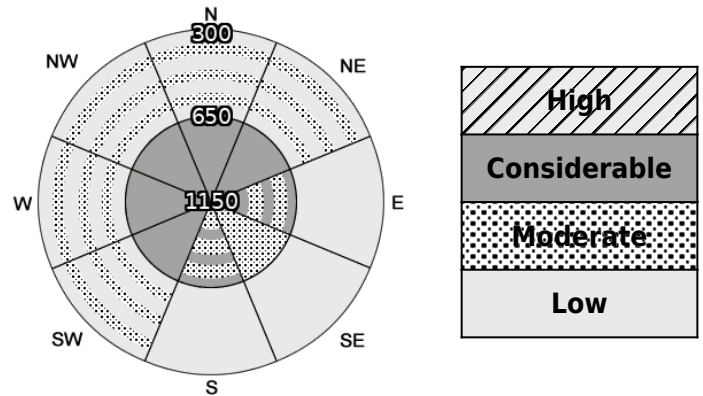 N
300
NW
NE
650
W
1150
E
SW
SE
S
High
Considerable
Moderate
Low